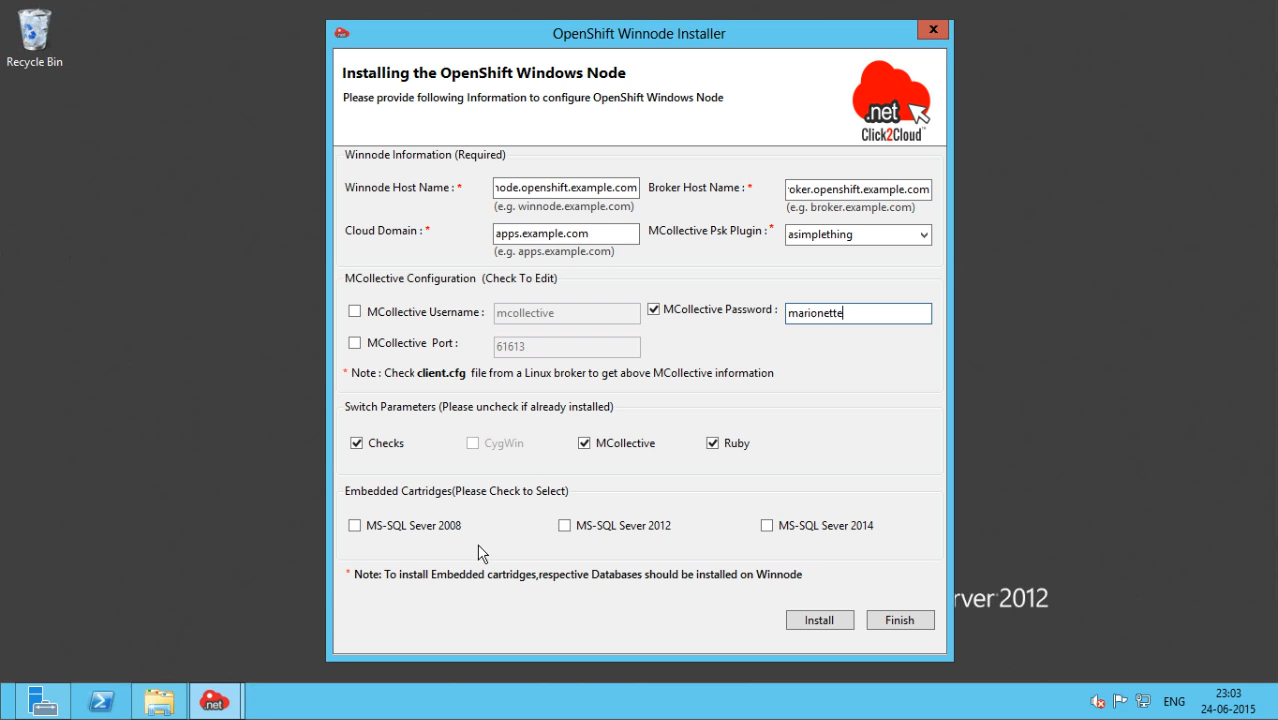 Recycle Bin
OpenShift Winnode Installer
x
Installing the OpenShift Windows Node
Please provide following Information to configure OpenShift Windows Node
.net
Click2Cloud™
Winnode Information (Required)
Winnode Host Name : * node.openshift.example.com Broker Host Name : * roker.openshift.example.com
(e.g. winnode.example.com) (e.g. broker.example.com)
Cloud Domain : * apps.example.com MCollective Psk Plugin : * asimplething
(e.g. apps.example.com)
MCollective Configuration (Check To Edit)
MCollective Username : mcollective MCollective Password : marionette
MCollective Port : 61613
* Note : Check client.cfg file from a Linux broker to get above MCollective information
Switch Parameters (Please uncheck if already installed)
Checks CygWin MCollective Ruby
Embedded Cartridges(Please Check to Select)
MS-SQL Sever 2008 MS-SQL Sever 2012 MS-SQL Sever 2014
* Note: To install Embedded cartridges,respective Databases should be installed on Winnode
rver 2012
Install Finish
.net
ENG
23:03
24-06-2015